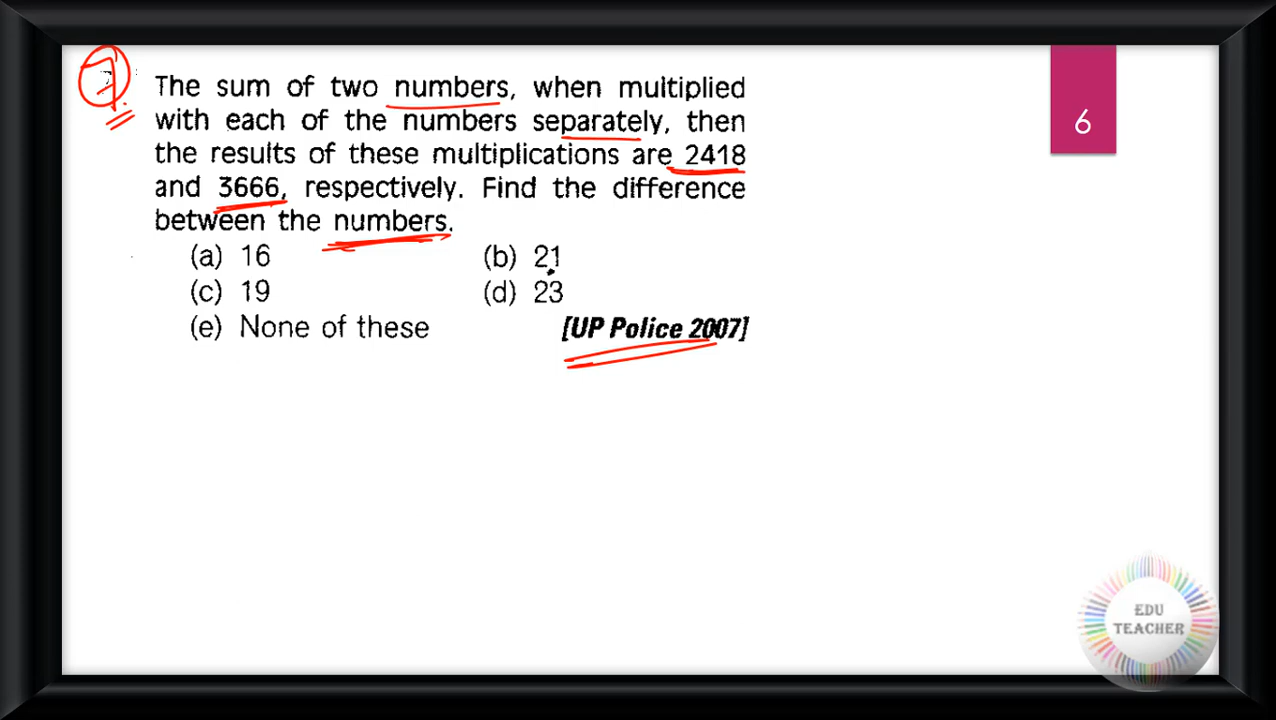 7.
The sum of two numbers, when multiplied
with each of the numbers separately, then
the results of these multiplications are 2418
and 3666, respectively. Find the difference
between the numbers.
(a) 16 (b) 21
(c) 19 (d) 23
(e) None of these [UP Police 2007]
6
EDU
TEACHER